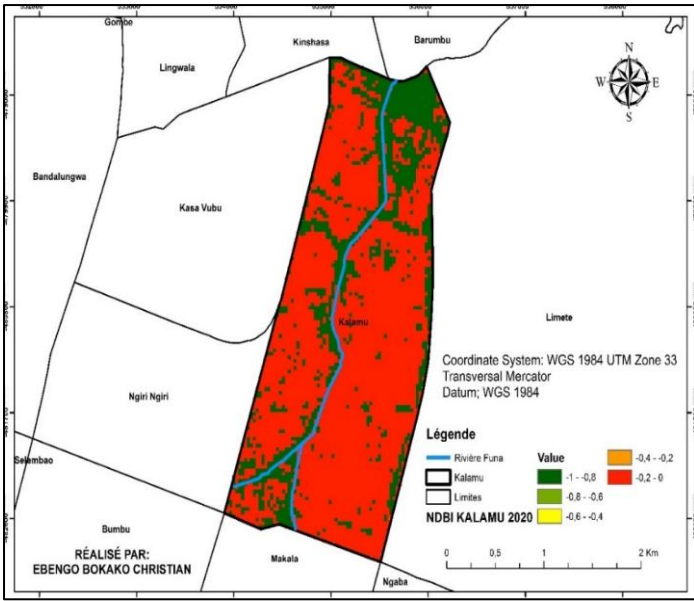 Gombe
Kinshasa
Barumbu
Lingwala
N
W E
S
Bandalungwa
Kasa Vubu
Limete
Kalamu
Coordinate System: WGS 1984 UTM Zone 33
Transversal Mercator
Datum; WGS 1984
Ngiri Ngiri
Légende
Rivière Funa
Kalamu
Limites
NDBI KALAMU 2020
Value
-1 - -0,8
-0.8 - -0.6
-0,6 - -0,4
-0,4 - -0,2
-0,2 - 0
Selembao
Bumbu
RÉALISÉ PAR:
EBENGO BOKAKO CHRISTIAN
Makala
Ngaba
0 0,5 1 2 Km